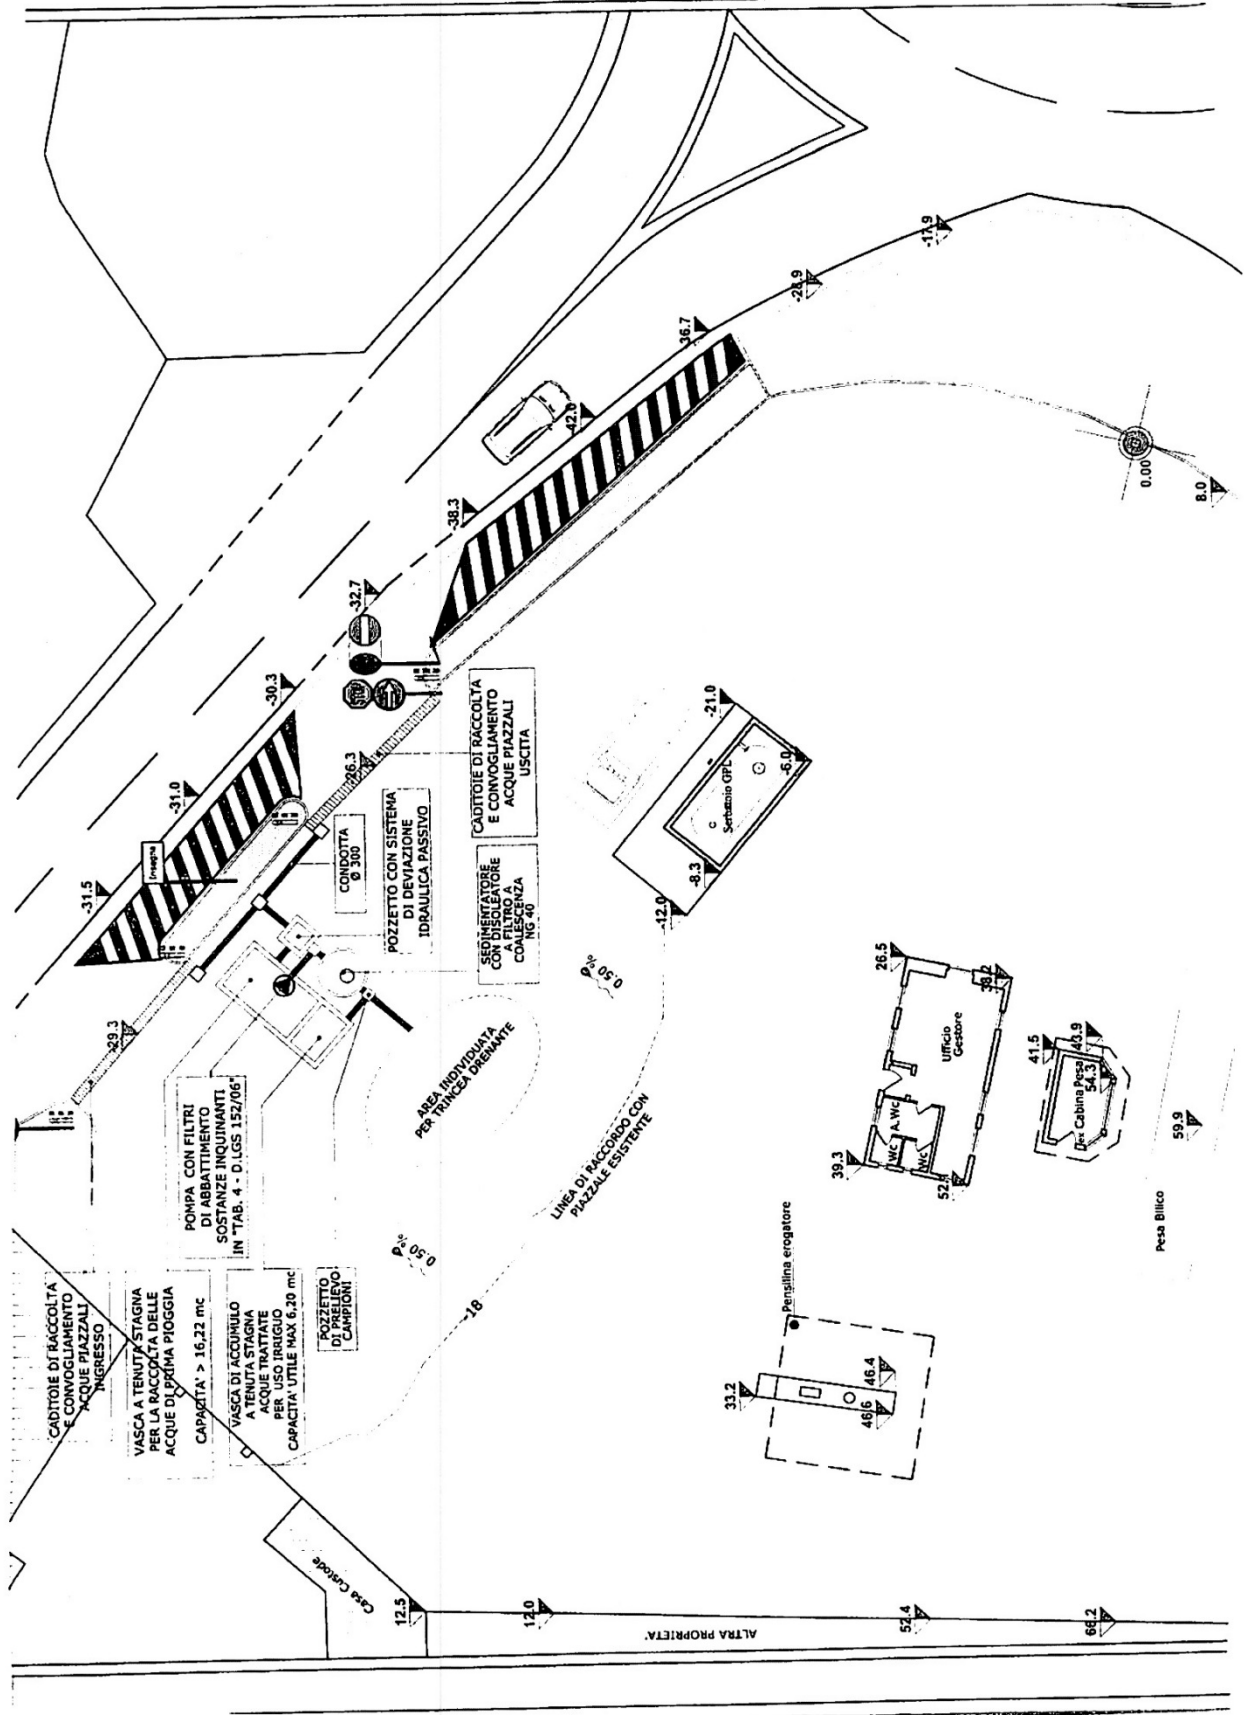 CADITOIE DI RACCOLTA
E CONVOGLIAMENTO
ACQUE PIAZZALI
INGRESSO
VASCA A TENUTA STAGNA
PER LA RACCOLTA DELLE
ACQUE DI PRIMA PIOGGIA
CAPACITA' > 16,22 mc
VASCA DI ACCUMULO
A TENUTA STAGNA
ACQUE TRATTATE
PER USO IRRIGUO
CAPACITA' UTILE MAX 6,20 mc
POZZETTO
DI PRELIEVO
CAMPIONI
POMPA CON FILTRI
DI ABBATTIMENTO
SOSTANZE INQUINANTI
IN "TAB. 4 - D.LGS 152/06"
-29.3
-31.5
Insegna
-31.0
-30.3
-32.7
STOP
-26.3
CONDOTTA
Ø 300
POZZETTO CON SISTEMA
DI DEVIAZIONE
IDRAULICA PASSIVO
CADITOIE DI RACCOLTA
E CONVOGLIAMENTO
ACQUE PIAZZALI
USCITA
SEDIMENTATORE
CON DISOLEATORE
A FILTRO A
COALESCENZA
NG 40
AREA INDIVIDUATA
PER TRINCEA DRENANTE
LINEA DI RACCORDO CON
PIAZZALE ESISTENTE
0.50
0.50
-18
-38.3
-42.0
36.7
-28.9
-17.9
0.00
8.0
-21.0
Serbatoio GPL
-6.0
-8.3
-12.0
26.5
38.2
Ufficio
Gestore
A.Wc
Wc
Wc
39.3
41.5
43.9
54.3
ex Cabina Pesa
59.9
Pesa Bilico
Pensilina erogatore
33.2
46.4
46.6
Casa Custode
12.5
12.0
ALTRA PROPRIETA'
52.4
66.2